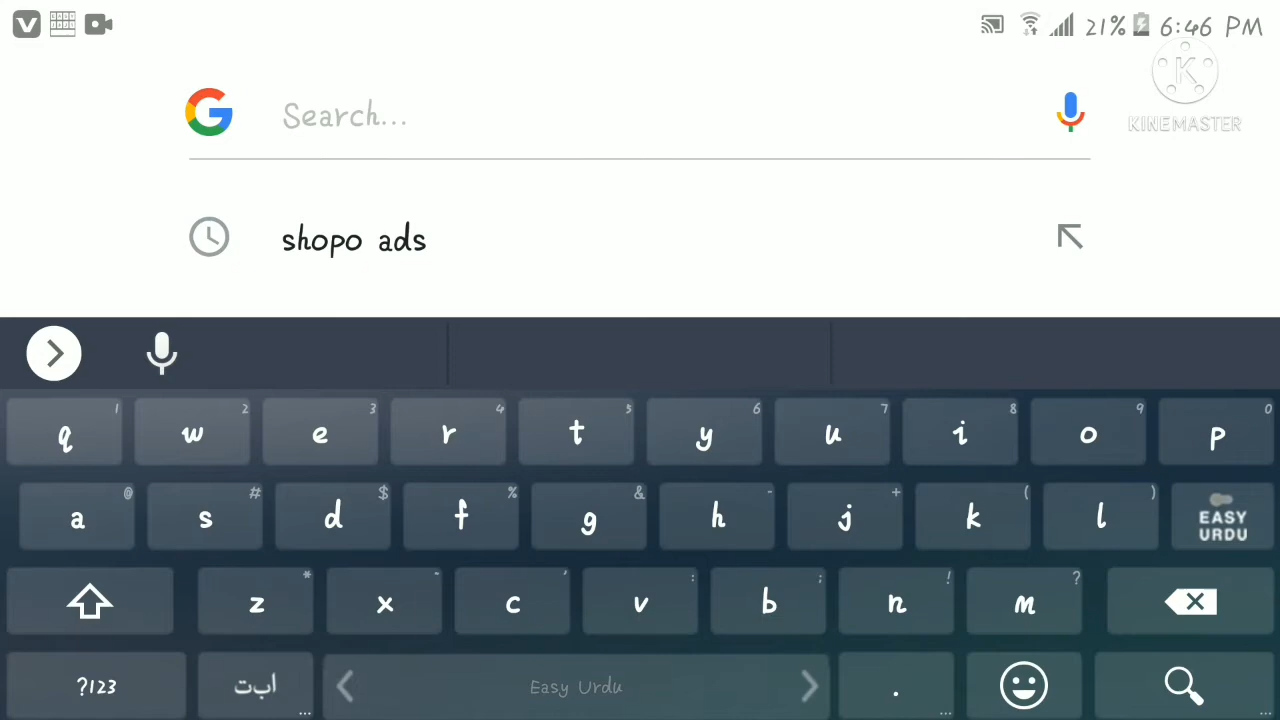 V 21% 6:46 PM
K
KINEMASTER
G Search...
shopo ads
1 2 3 4 5 6 7 8 9 0
q w e r t y u i o p
@ # $ % & - + ( )
a s d f g h j k l EASY URDU
* - ' : ; ! ?
z x c v b n m
?123 ابت ... < Easy Urdu > . ... ...